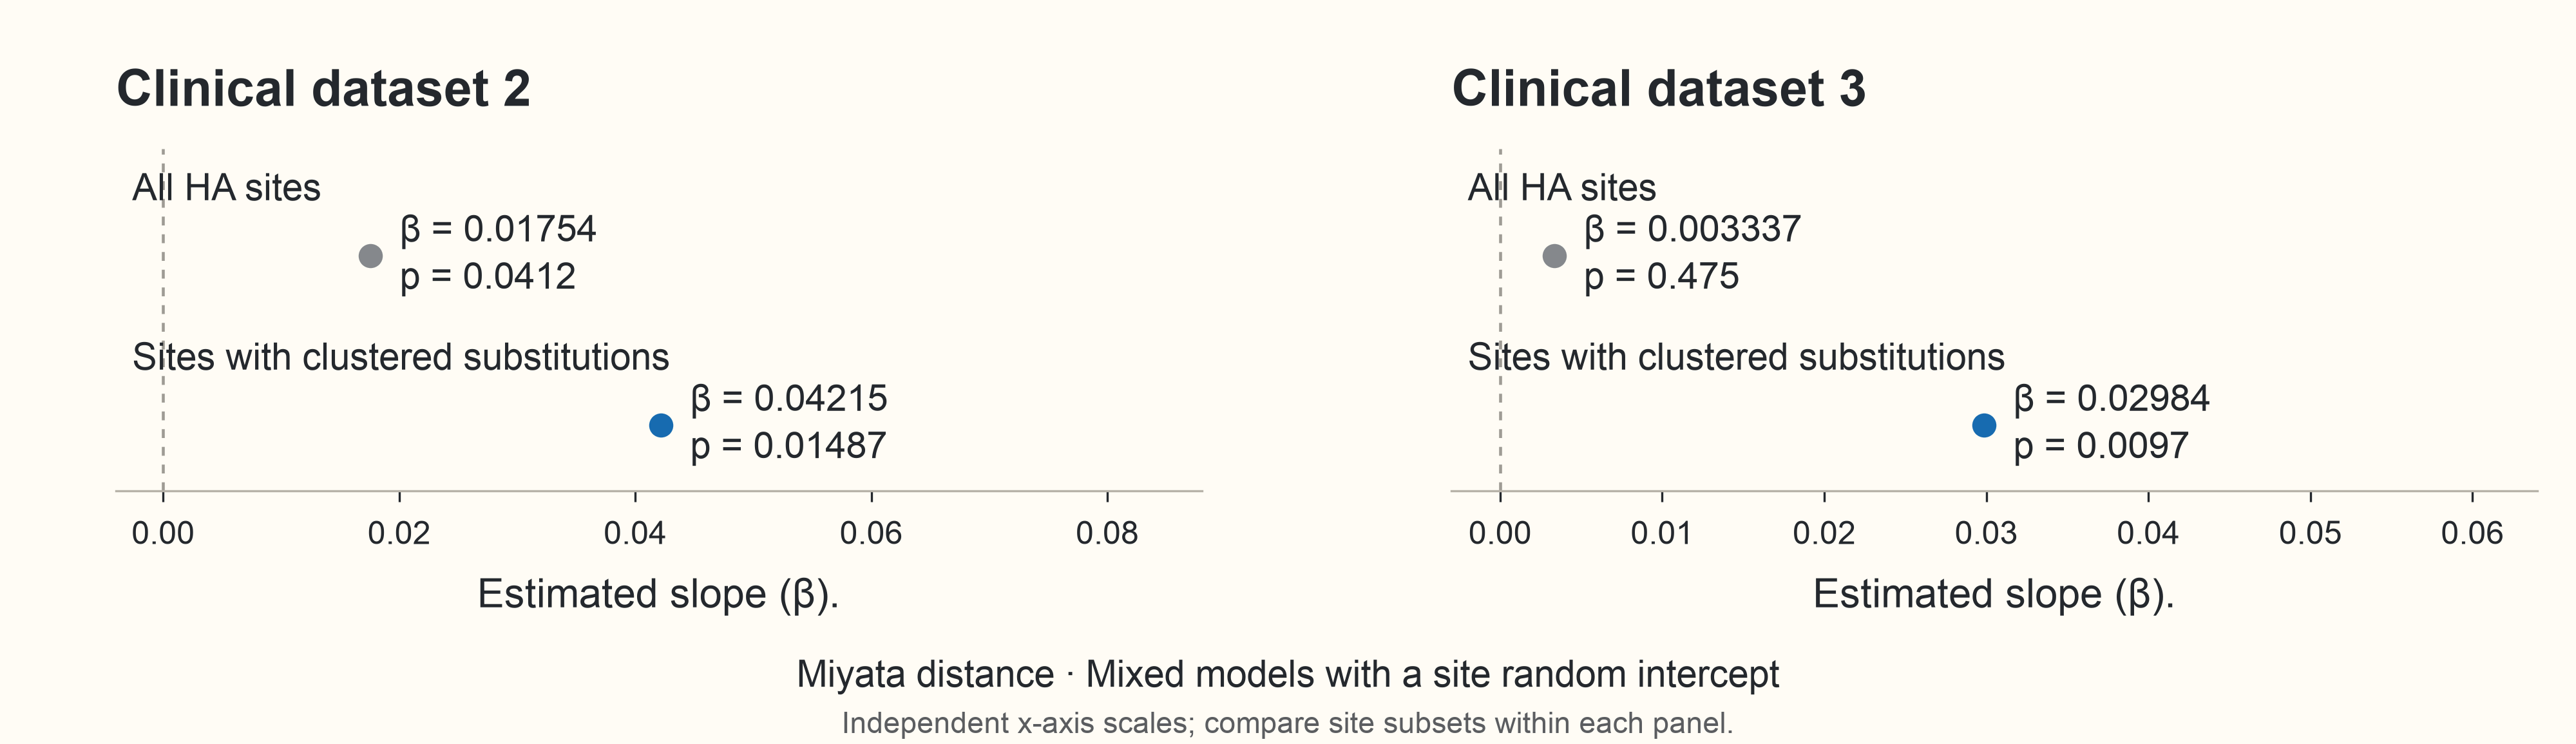 Clinical dataset 2
All HA sites
β = 0.01754
p = 0.0412
Sites with clustered substitutions
β = 0.04215
p = 0.01487
0.00 0.02 0.04 0.06 0.08
Estimated slope (β).
Clinical dataset 3
All HA sites
β = 0.003337
p = 0.475
Sites with clustered substitutions
β = 0.02984
p = 0.0097
0.00 0.01 0.02 0.03 0.04 0.05 0.06
Estimated slope (β).
Miyata distance · Mixed models with a site random intercept
Independent x-axis scales; compare site subsets within each panel.